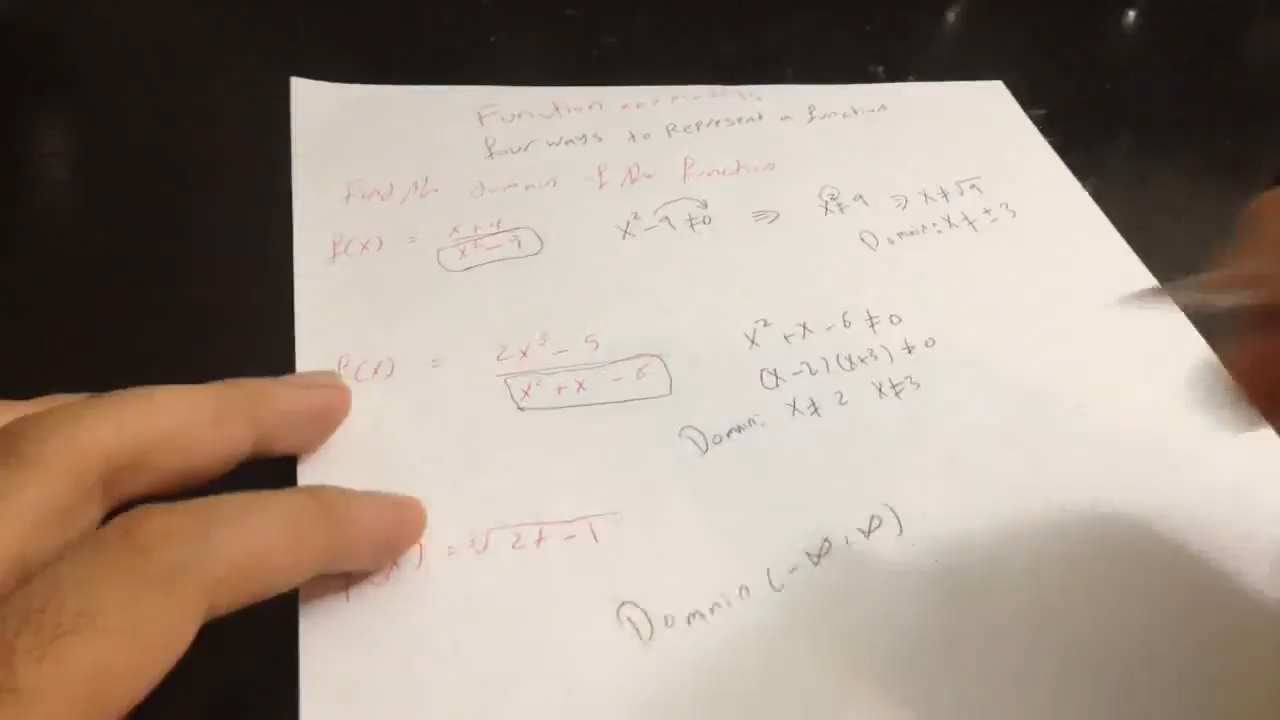 Function
four ways to Represent a function
Find the domain of the function
f(x) = x+4 / x² - 9
x² - 9 ≠ 0 ⇒ x² ≠ 9 ⇒ x ≠ √9
Domain: x ≠ ± 3
f(x) = 2x³ - 5 / x² + x - 6
x² + x - 6 ≠ 0
(x - 2) (x+3) ≠ 0
Domain: x ≠ 2 x ≠ 3
= ³√2t - 1
Domain (-∞, ∞)